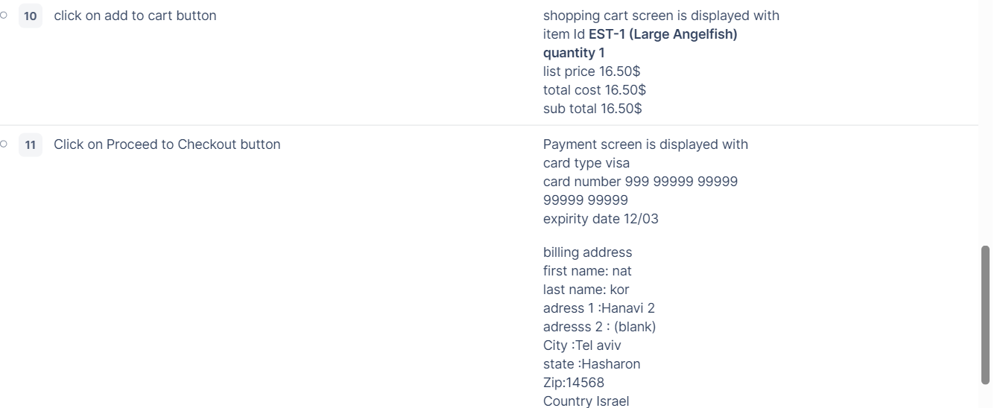 10 click on add to cart button shopping cart screen is displayed with
item Id EST-1 (Large Angelfish)
quantity 1
list price 16.50$
total cost 16.50$
sub total 16.50$
11 Click on Proceed to Checkout button Payment screen is displayed with
card type visa
card number 999 99999 99999
99999 99999
expirity date 12/03
billing address
first name: nat
last name: kor
adress 1 :Hanavi 2
adresss 2 : (blank)
City :Tel aviv
state :Hasharon
Zip:14568
Country Israel